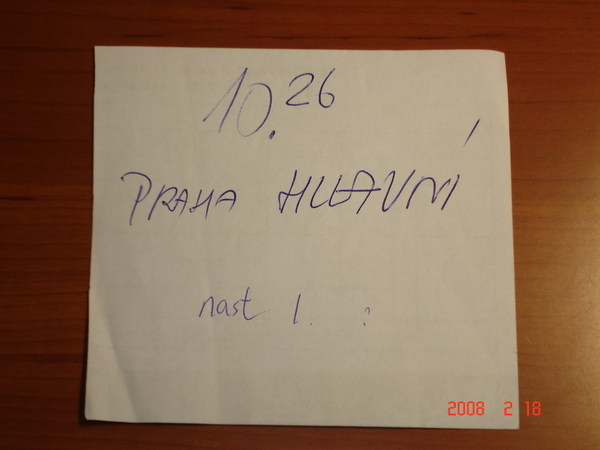 10.26
PRAHA HLAVNÍ
nast 1. ?
2008 2 18